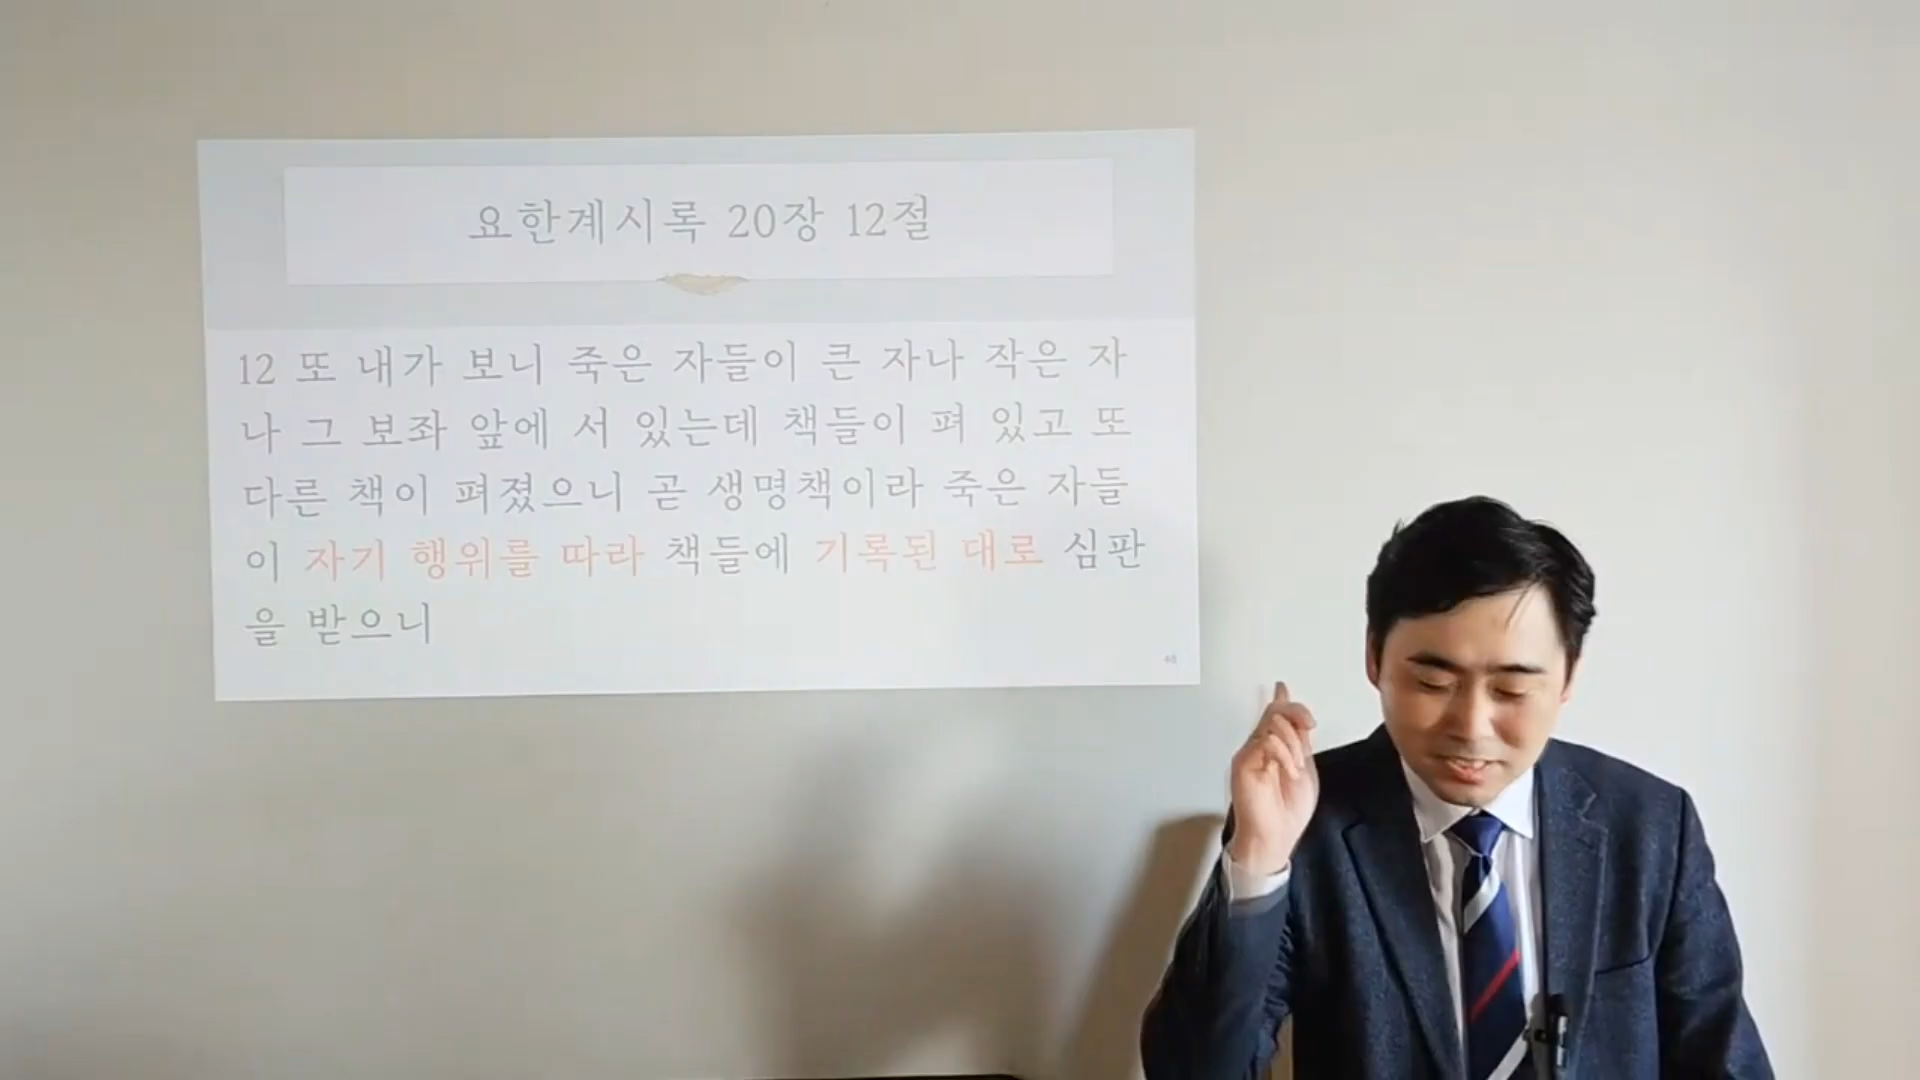 요한계시록 20장 12절
12 또 내가 보니 죽은 자들이 큰 자나 작은 자
나 그 보좌 앞에 서 있는데 책들이 펴 있고 또
다른 책이 펴졌으니 곧 생명책이라 죽은 자들
이 자기 행위를 따라 책들에 기록된 대로 심판
을 받으니